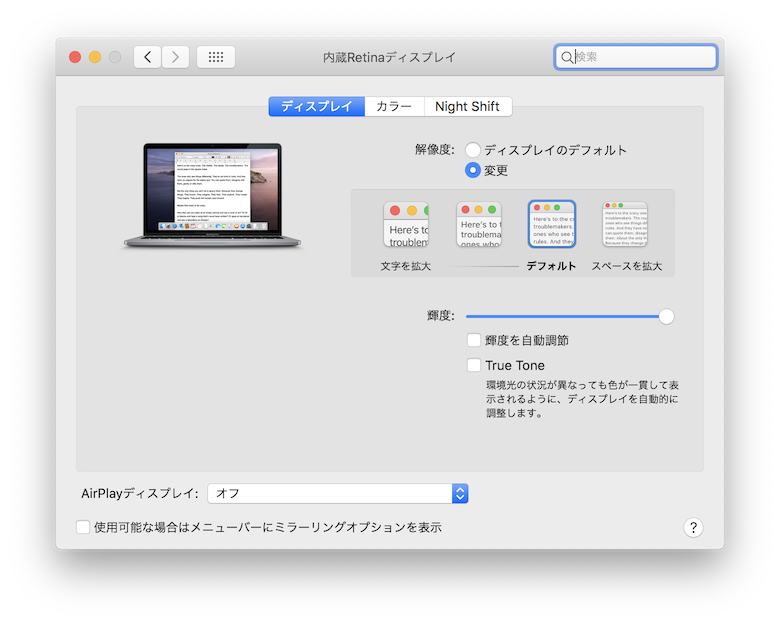 内蔵Retinaディスプレイ
検索
ディスプレイ
カラー
Night Shift
解像度:
ディスプレイのデフォルト
変更
Here's to
troublem
Here's to t
troublema
ones who
Here's to the cr
troublemakers.
ones who see t
rules. And they
Here's to the crazy one
troublemakers. The rou
ones who see things dif
rules. And they have no
can quote them, disagre
them. About the only th
Because they change t
文字を拡大
デフォルト
スペースを拡大
輝度:
輝度を自動調節
True Tone
環境光の状況が異なっても色が一貫して表
示されるように、ディスプレイを自動的に
調整します。
AirPlayディスプレイ:
オフ
使用可能な場合はメニューバーにミラーリングオプションを表示
?